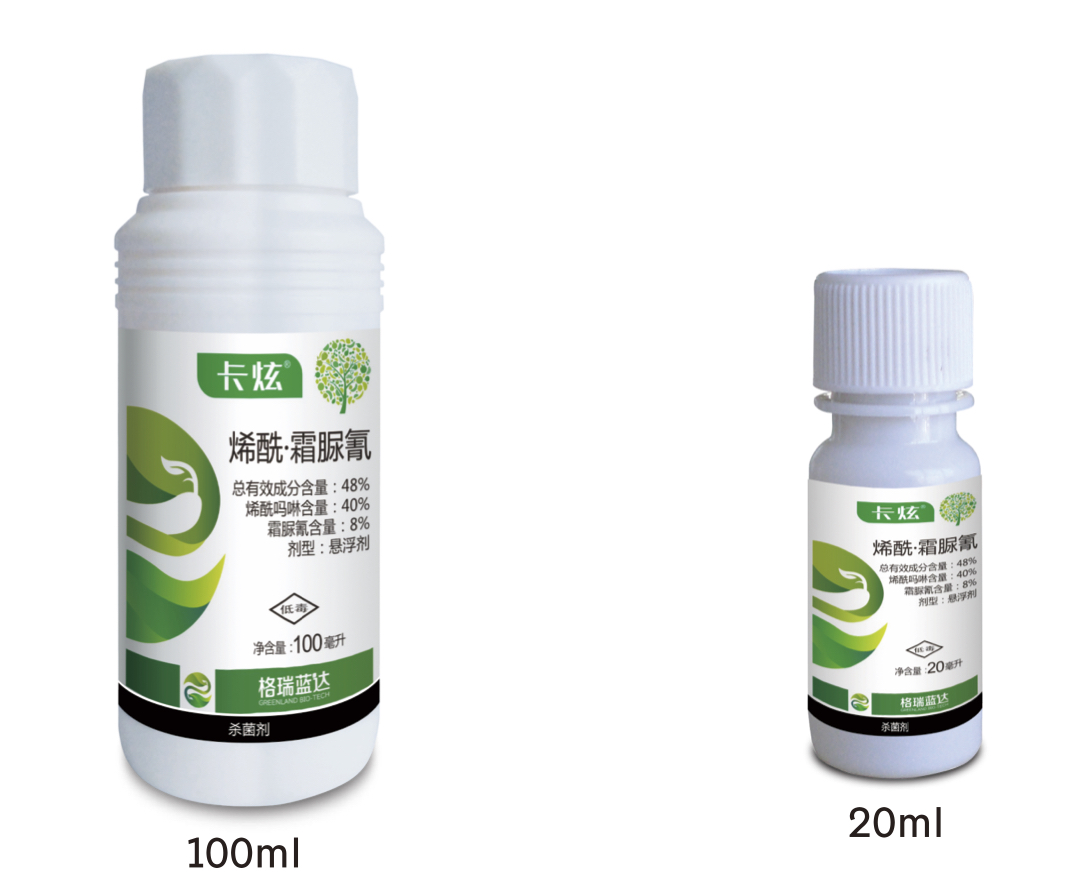 卡炫®
烯酰·霜脲氰
总有效成分含量：48%
烯酰吗啉含量：40%
霜脲氰含量：8%
剂型：悬浮剂
低毒
净含量：100毫升
格瑞蓝达
GREENLAND BIO-TECH
杀菌剂
100ml
卡炫
烯酰·霜脲氰
总有效成分含量：48%
烯酰吗啉含量：40%
霜脲氰含量：8%
剂型：悬浮剂
低毒
净含量：20毫升
格瑞蓝达
GREENLAND BIO-TECH
杀菌剂
20ml